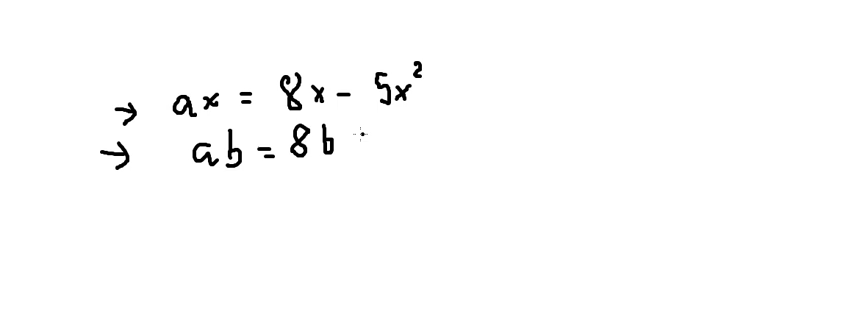 → ax = 8x - 5x²
→ ab = 8b